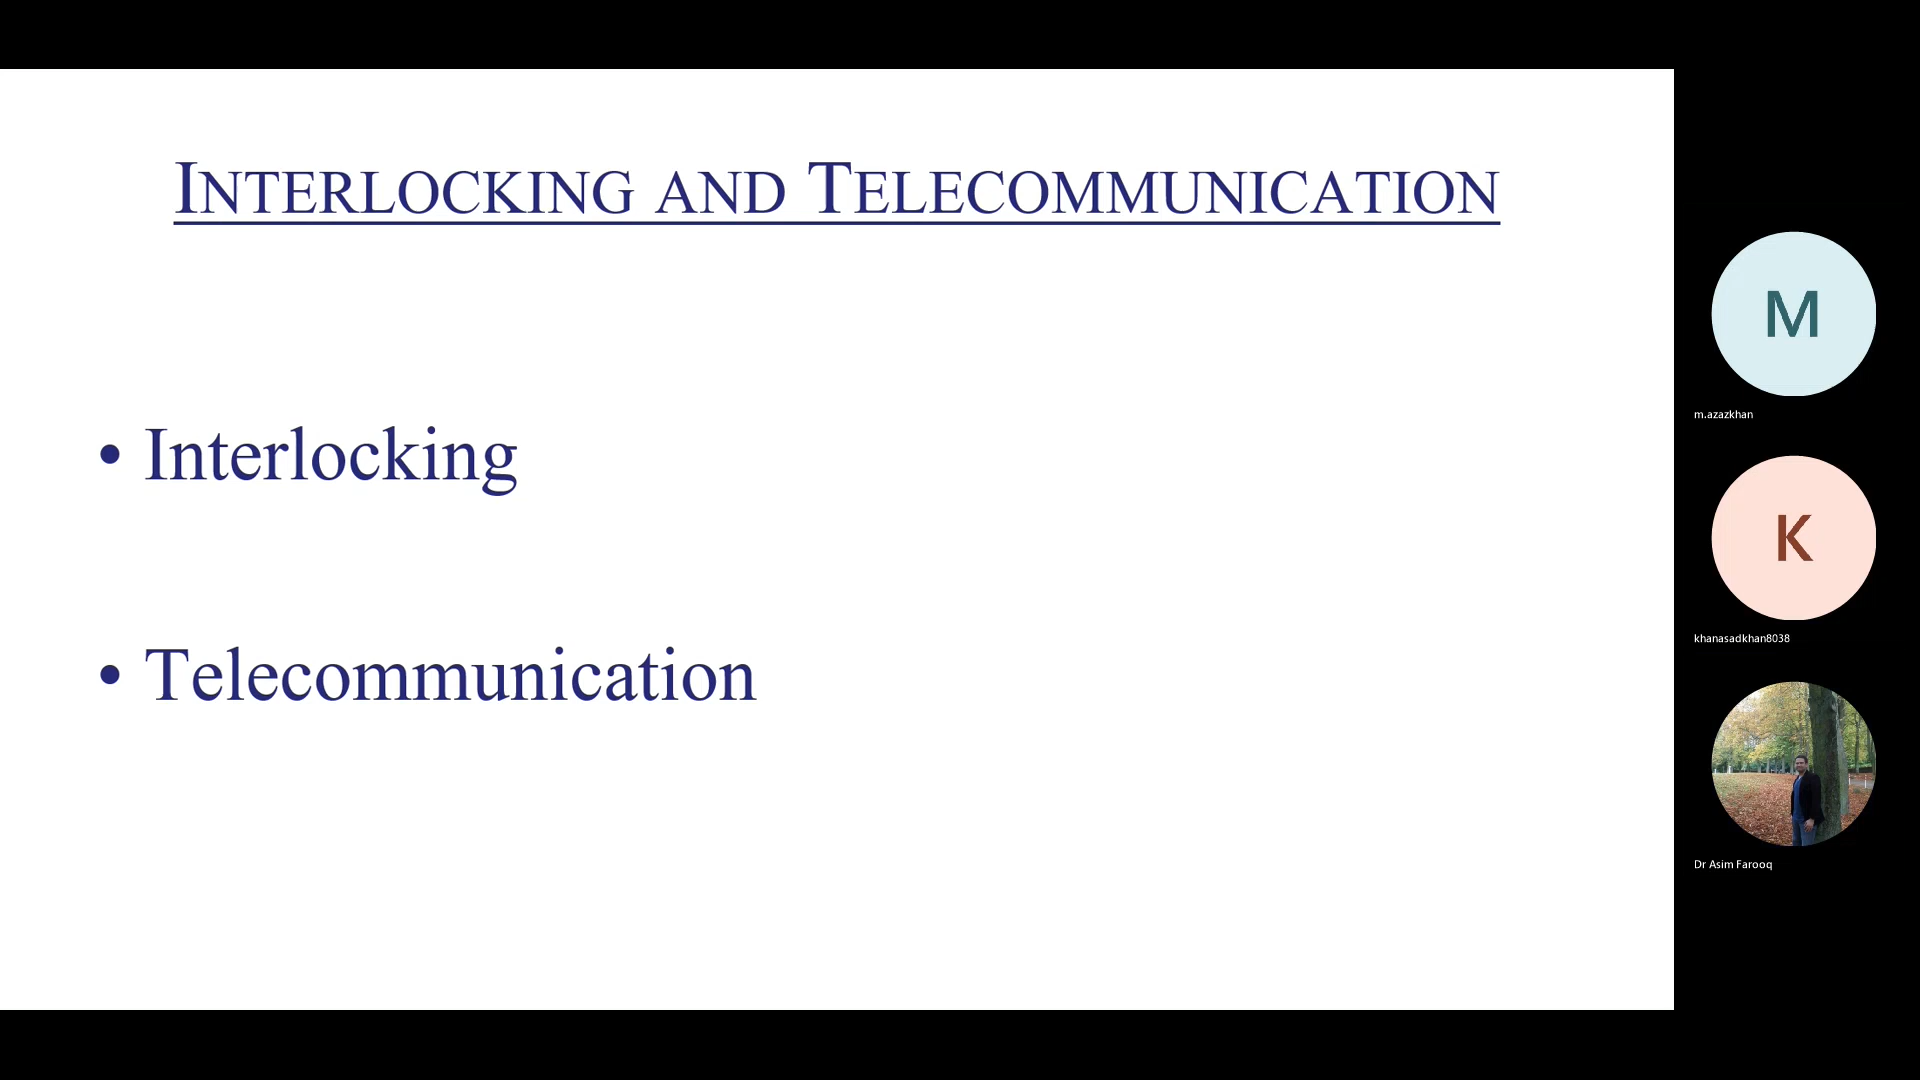 INTERLOCKING AND TELECOMMUNICATION
• Interlocking
• Telecommunication
M
m.azazkhan
K
khanasadkhan8038
Dr Asim Farooq